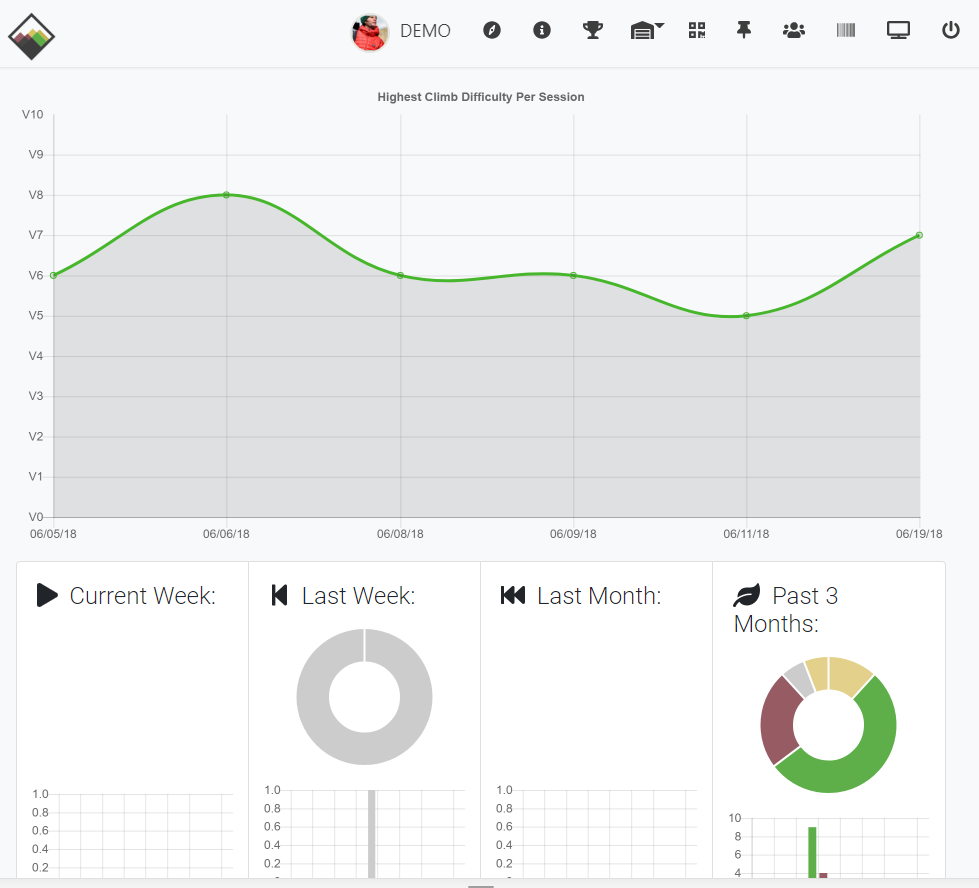 DEMO
Highest Climb Difficulty Per Session
V10
V9
V8
V7
V6
V5
V4
V3
V2
V1
V0
06/05/18 06/06/18 06/08/18 06/09/18 06/11/18 06/19/18
Current Week:
1.0
0.8
0.6
0.4
0.2
Last Week:
1.0
0.8
0.6
0.4
0.2
Last Month:
1.0
0.8
0.6
0.4
0.2
Past 3
Months:
10
8
6
4